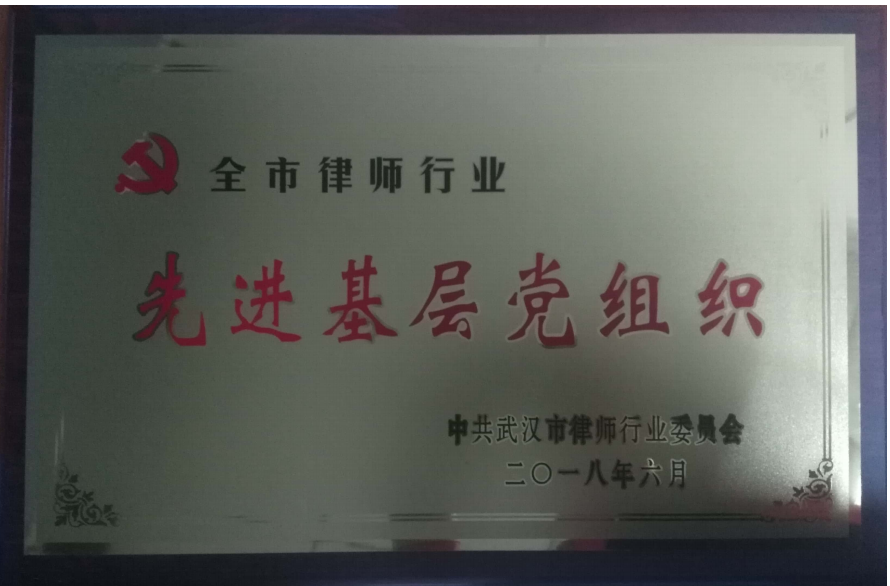 全市律师行业
先进基层党组织
中共武汉市律师行业委员会
二〇一八年六月